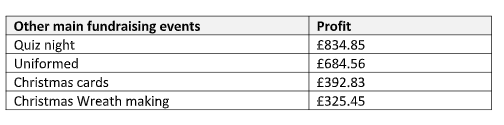 Other main fundraising events Profit
Quiz night £834.85
Uniformed £684.56
Christmas cards £392.83
Christmas Wreath making £325.45